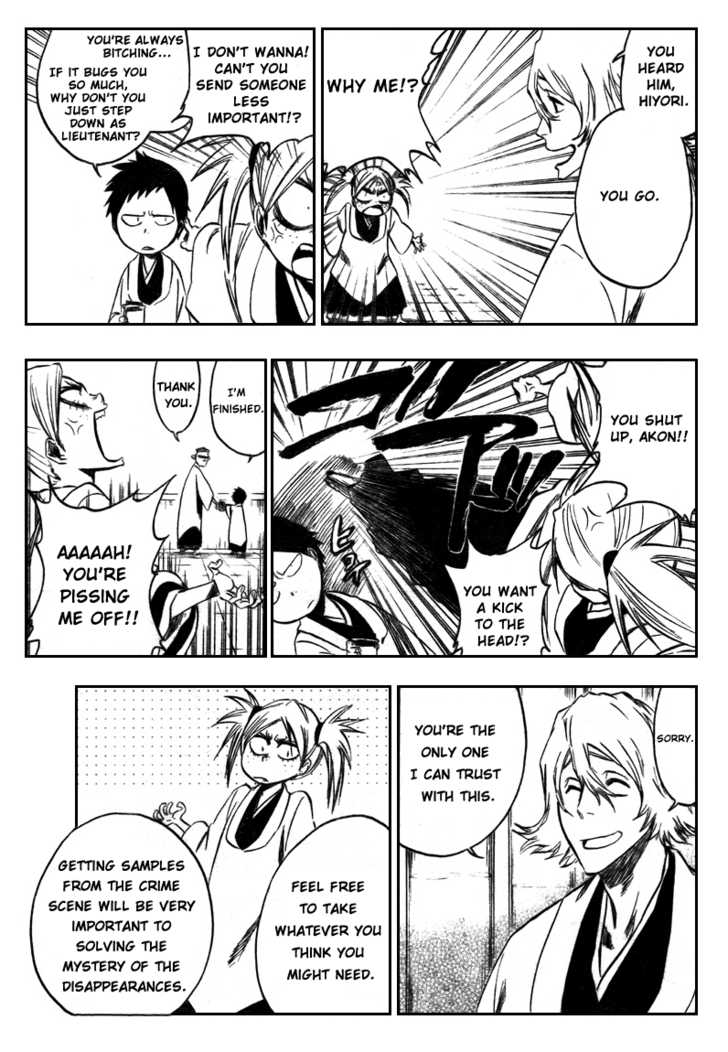 YOU
HEARD
HIM,
HIYORI.
YOU GO.
WHY ME!?
I DON'T WANNA!
CAN'T YOU
SEND SOMEONE
LESS
IMPORTANT!?
YOU'RE ALWAYS
BITCHING...
IF IT BUGS YOU
SO MUCH,
WHY DON'T YOU
JUST STEP
DOWN AS
LIEUTENANT?
YOU SHUT
UP, AKON!!
YOU WANT
A KICK
TO THE
HEAD!?
ゴアッ
I'M
FINISHED.
THANK
YOU.
AAAAAH!
YOU'RE
PISSING
ME OFF!!
SORRY.
YOU'RE THE
ONLY ONE
I CAN TRUST
WITH THIS.
FEEL FREE
TO TAKE
WHATEVER YOU
THINK YOU
MIGHT NEED.
GETTING SAMPLES
FROM THE CRIME
SCENE WILL BE VERY
IMPORTANT TO
SOLVING THE
MYSTERY OF THE
DISAPPEARANCES.